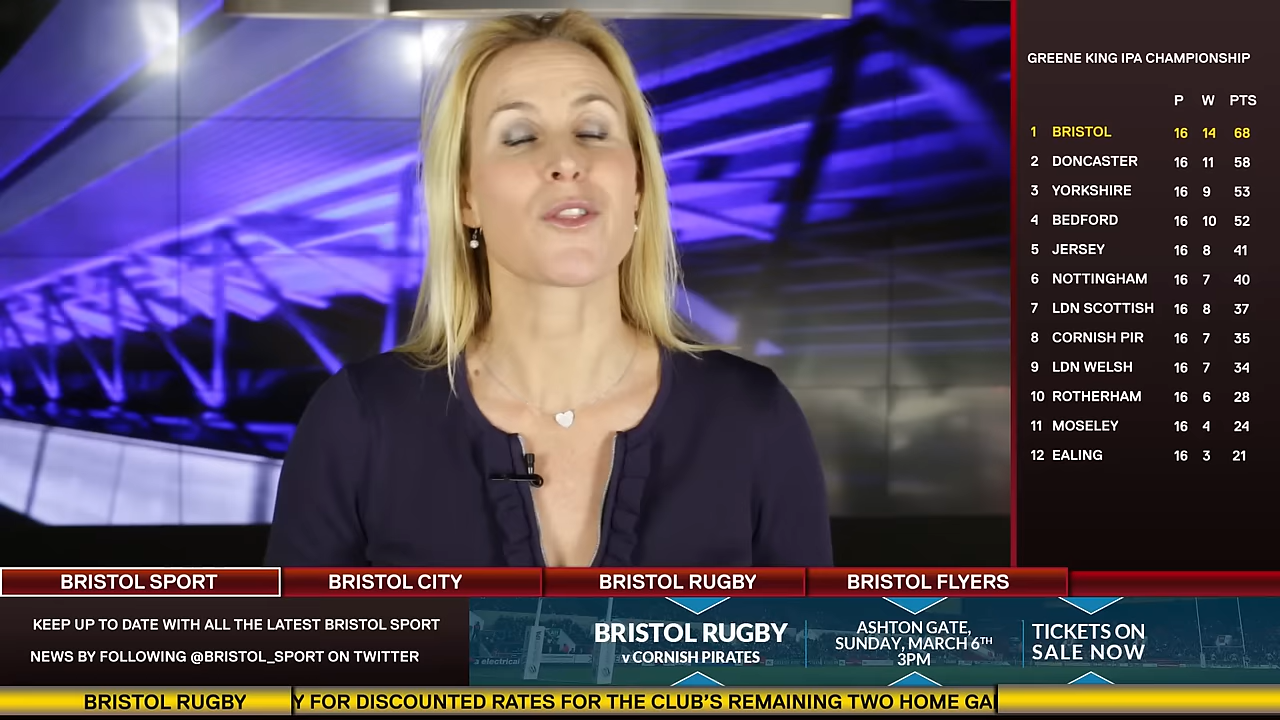 GREENE KING IPA CHAMPIONSHIP
P W PTS
1 BRISTOL 16 14 68
2 DONCASTER 16 11 58
3 YORKSHIRE 16 9 53
4 BEDFORD 16 10 52
5 JERSEY 16 8 41
6 NOTTINGHAM 16 7 40
7 LDN SCOTTISH 16 8 37
8 CORNISH PIR 16 7 35
9 LDN WELSH 16 7 34
10 ROTHERHAM 16 6 28
11 MOSELEY 16 4 24
12 EALING 16 3 21
BRISTOL SPORT BRISTOL CITY BRISTOL RUGBY BRISTOL FLYERS
KEEP UP TO DATE WITH ALL THE LATEST BRISTOL SPORT
NEWS BY FOLLOWING @BRISTOL_SPORT ON TWITTER
a electrical
BRISTOL RUGBY
v CORNISH PIRATES
ASHTON GATE,
SUNDAY, MARCH 6TH
3PM
TICKETS ON
SALE NOW
BRISTOL RUGBY
Y FOR DISCOUNTED RATES FOR THE CLUB'S REMAINING TWO HOME GA